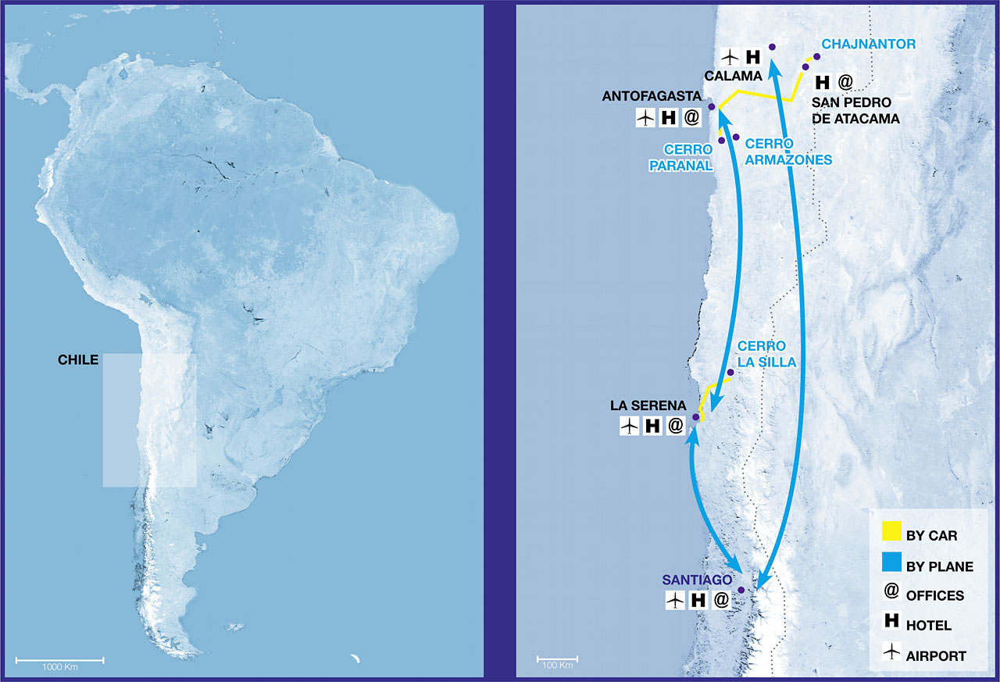 CHILE
1000 Km
CHAJNANTOR
H
CALAMA
H @
SAN PEDRO
DE ATACAMA
ANTOFAGASTA
H @
CERRO
PARANAL
CERRO
ARMAZONES
CERRO
LA SILLA
LA SERENA
H @
SANTIAGO
H @
100 Km
BY CAR
BY PLANE
@ OFFICES
H HOTEL
AIRPORT